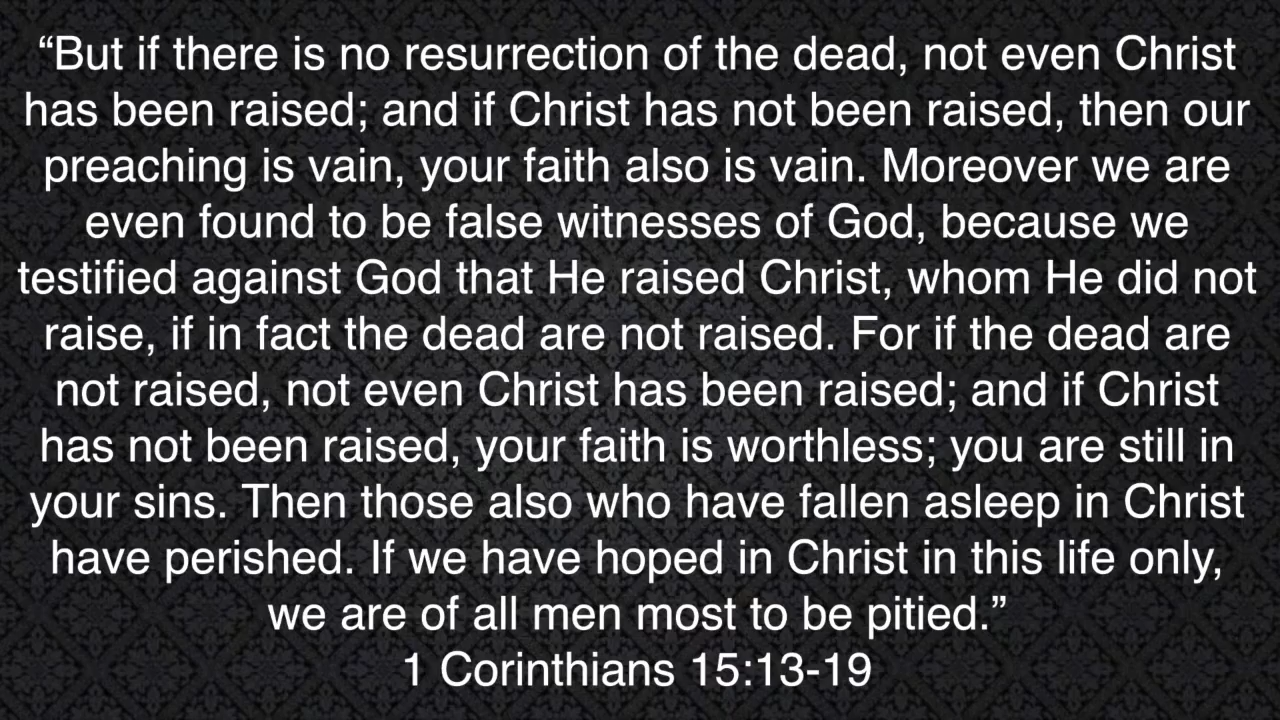 “But if there is no resurrection of the dead, not even Christ
has been raised; and if Christ has not been raised, then our
preaching is vain, your faith also is vain. Moreover we are
even found to be false witnesses of God, because we
testified against God that He raised Christ, whom He did not
raise, if in fact the dead are not raised. For if the dead are
not raised, not even Christ has been raised; and if Christ
has not been raised, your faith is worthless; you are still in
your sins. Then those also who have fallen asleep in Christ
have perished. If we have hoped in Christ in this life only,
we are of all men most to be pitied.”
1 Corinthians 15:13-19